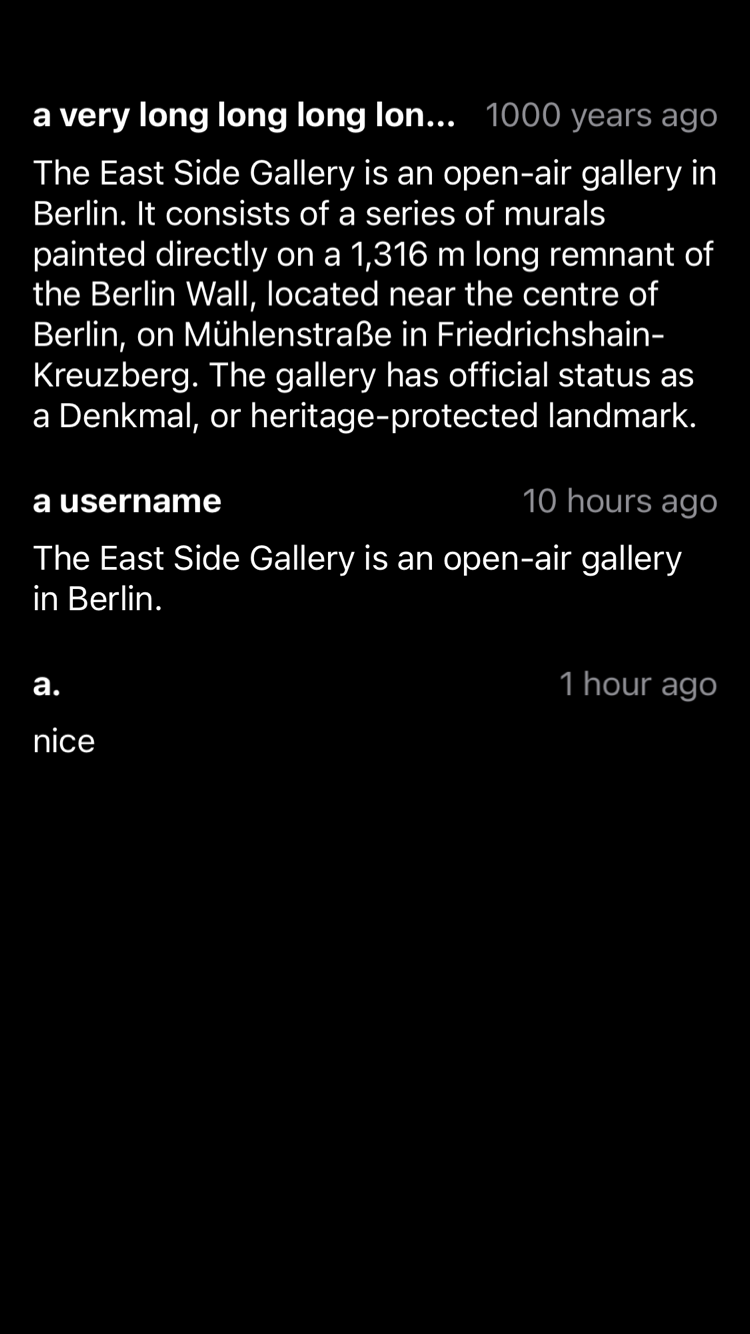 a very long long long lon... 1000 years ago
The East Side Gallery is an open-air gallery in
Berlin. It consists of a series of murals
painted directly on a 1,316 m long remnant of
the Berlin Wall, located near the centre of
Berlin, on Mühlenstraße in Friedrichshain-
Kreuzberg. The gallery has official status as
a Denkmal, or heritage-protected landmark.
a username 10 hours ago
The East Side Gallery is an open-air gallery
in Berlin.
a. 1 hour ago
nice